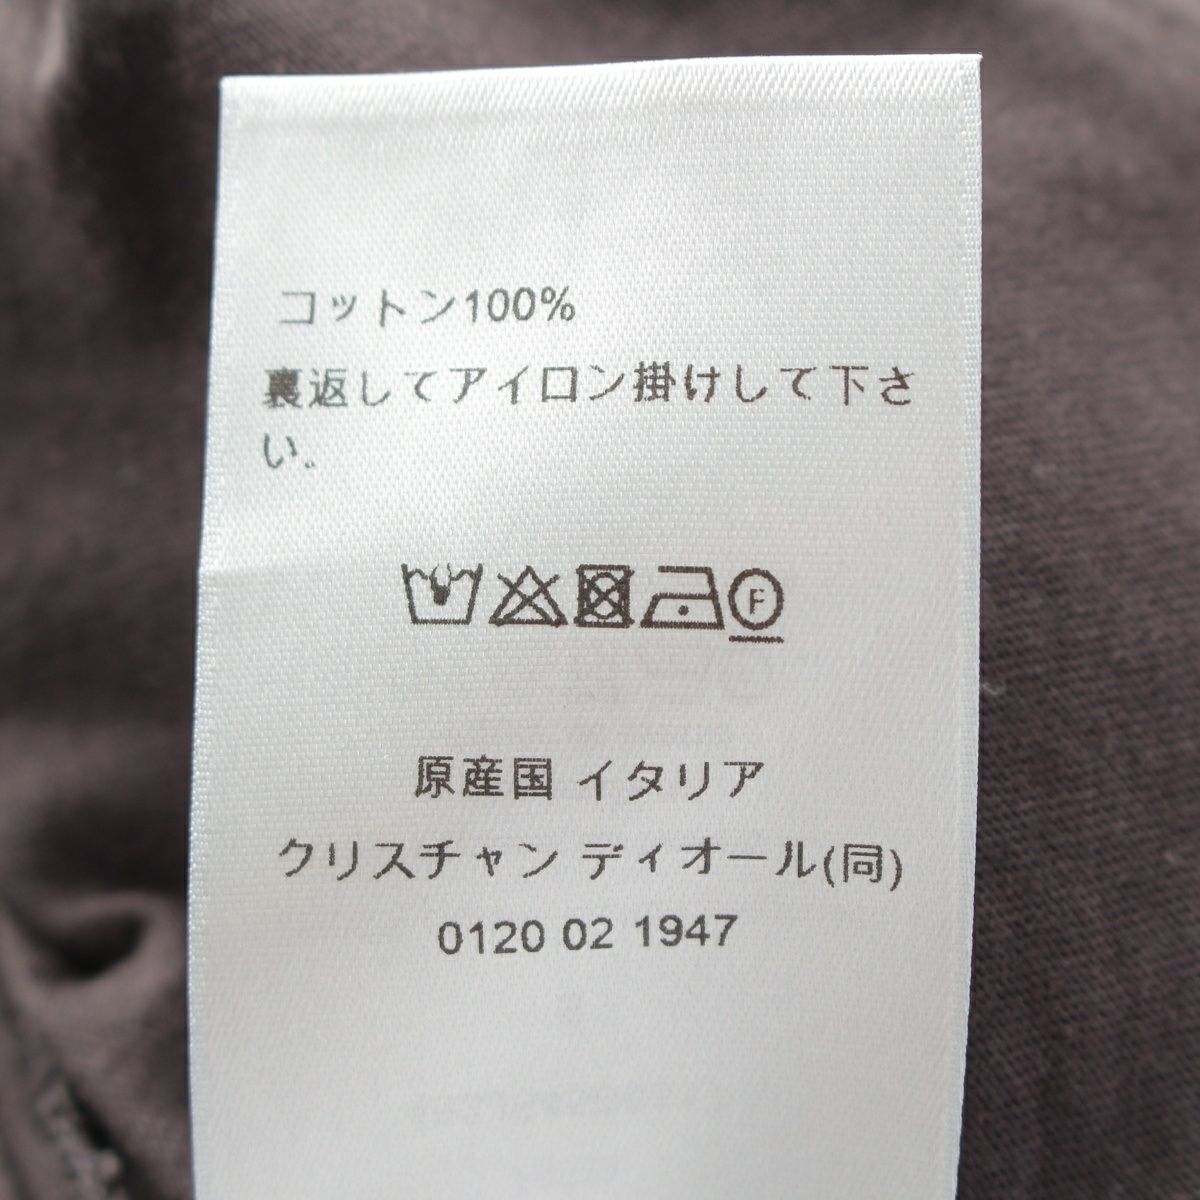 コットン100%
裏返してアイロン掛けして下さ
い。
F
原産国 イタリア
クリスチャン ディオール(同)
0120 02 1947